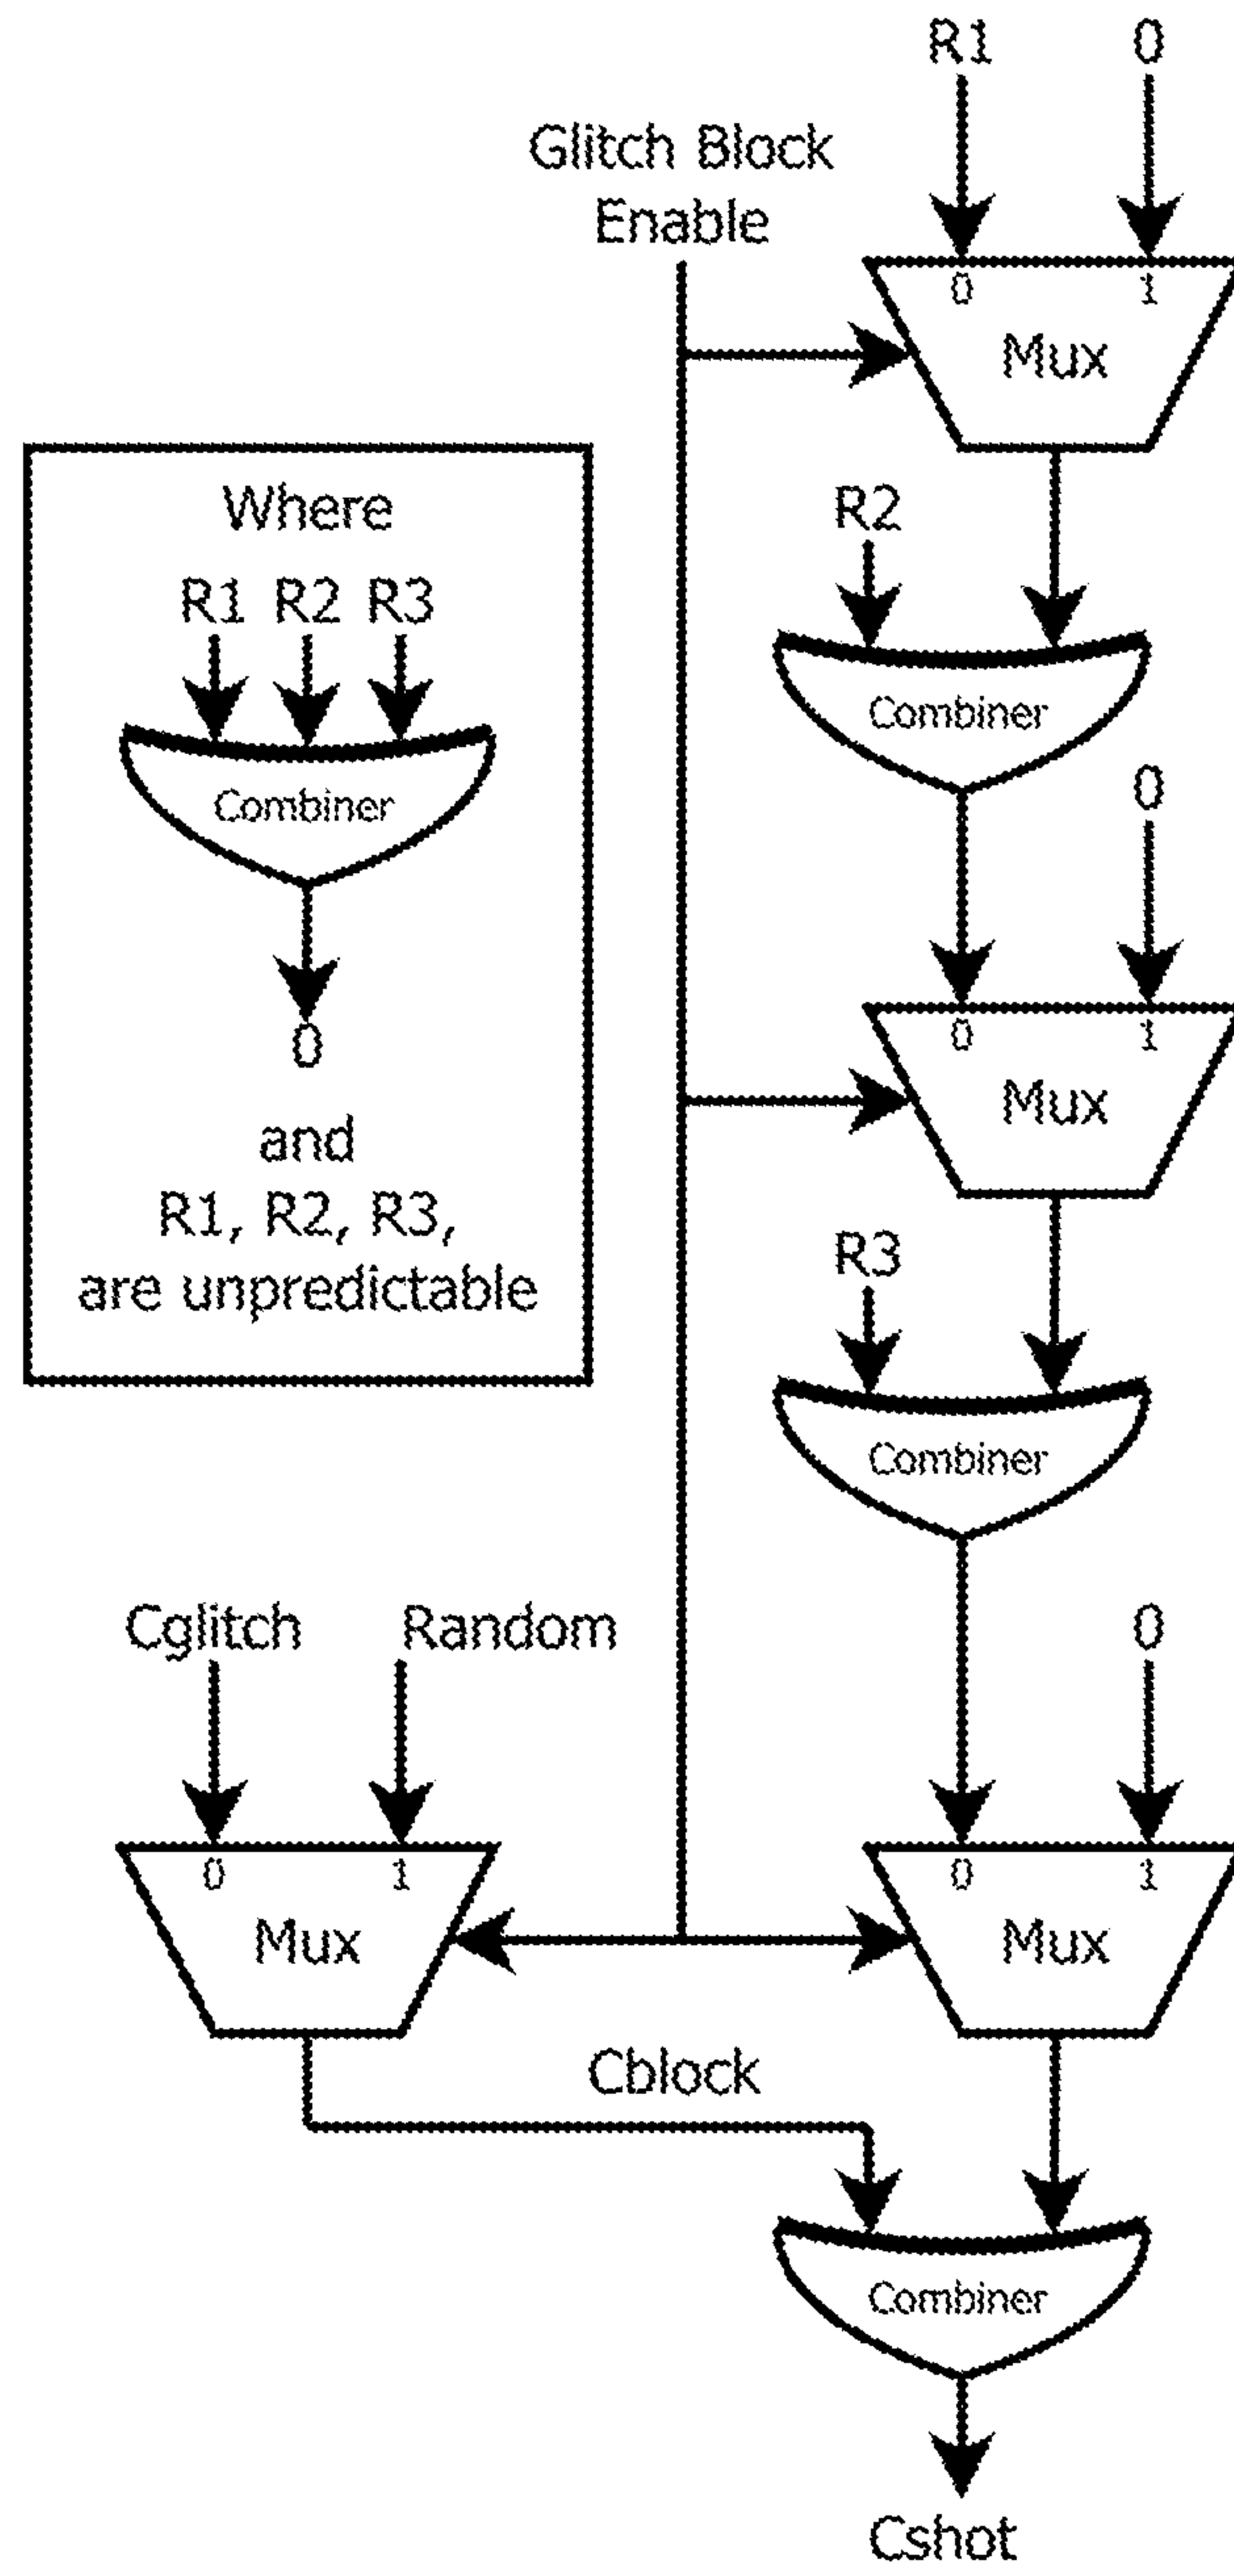 R1 0
Glitch Block
Enable
0 1
Mux
Where
R1 R2 R3
Combiner
0
and
R1, R2, R3,
are unpredictable
R2
Combiner
0
0 1
Mux
R3
Combiner
Cglitch Random
0
0 1
Mux
0 1
Mux
Cblock
Combiner
Cshot